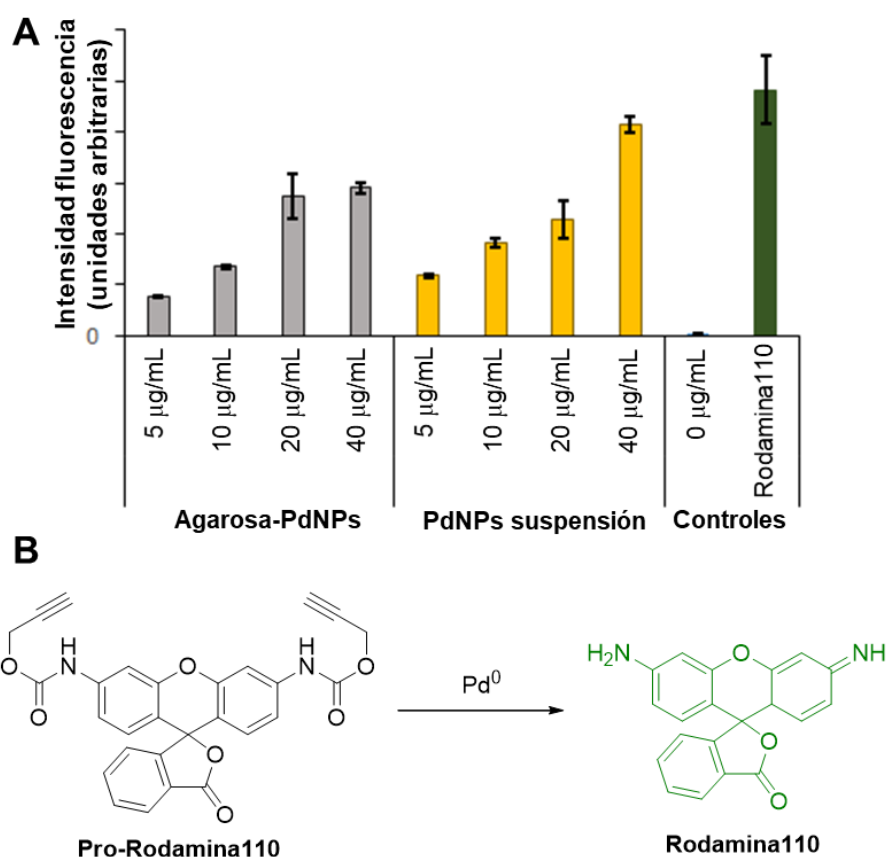 A
Intensidad fluorescencia
(unidades arbitrarias)
0
5 μg/mL
10 μg/mL
20 μg/mL
40 μg/mL
5 μg/mL
10 μg/mL
20 μg/mL
40 μg/mL
0 μg/mL
Rodamina110
Agarosa-PdNPs
PdNPs suspensión
Controles
B
O
N
H
O
O
O
O
H
N
O
O
Pd0
H2N
O
NH
O
O
Pro-Rodamina110
Rodamina110